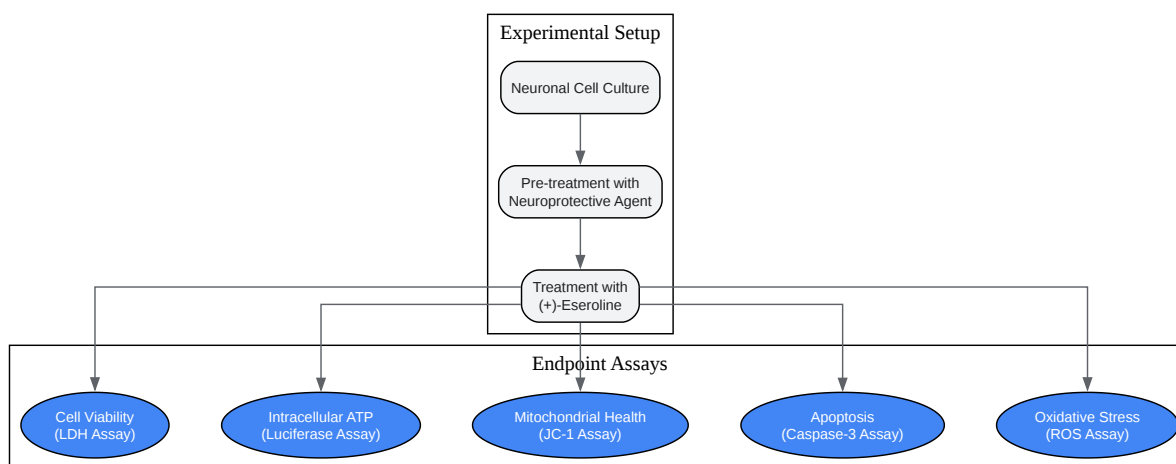 Experimental Setup
Neuronal Cell Culture
Pre-treatment with
Neuroprotective Agent
Treatment with
(+)-Eseroline
Endpoint Assays
Cell Viability
(LDH Assay)
Intracellular ATP
(Luciferase Assay)
Mitochondrial Health
(JC-1 Assay)
Apoptosis
(Caspase-3 Assay)
Oxidative Stress
(ROS Assay)